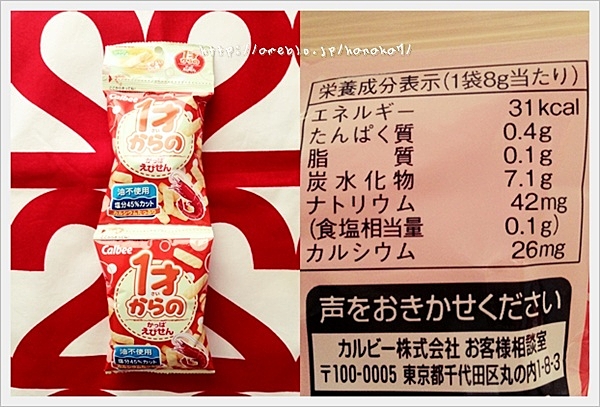 https://oreblo.jp/honoka7/
1才
からの
かっぱ
えびせん
油不使用
塩分45%カット
Calbee
1才
からの
かっぱ
えびせん
油不使用
塩分45%カット
栄養成分表示(1袋8g当たり)
エネルギー 31kcal
たんぱく質 0.4g
脂質 0.1g
炭水化物 7.1g
ナトリウム 42mg
(食塩相当量 0.1g)
カルシウム 26mg
声をおきかせください
カルビー株式会社 お客様相談室
〒100-0005 東京都千代田区丸の内1-8-3